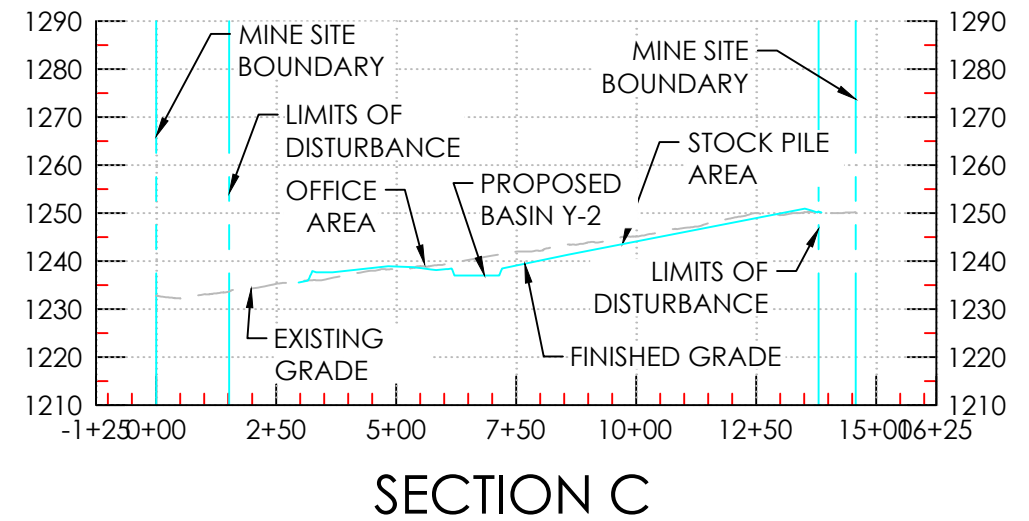 1290
1280
1270
1260
1250
1240
1230
1220
1210
1290
1280
1270
1260
1250
1240
1230
1220
1210
MINE SITE
BOUNDARY
LIMITS OF
DISTURBANCE
OFFICE
AREA
PROPOSED
BASIN Y-2
EXISTING
GRADE
STOCK PILE
AREA
MINE SITE
BOUNDARY
LIMITS OF
DISTURBANCE
FINISHED GRADE
-1+25 0+00 2+50 5+00 7+50 10+00 12+50 15+00 16+25
SECTION C